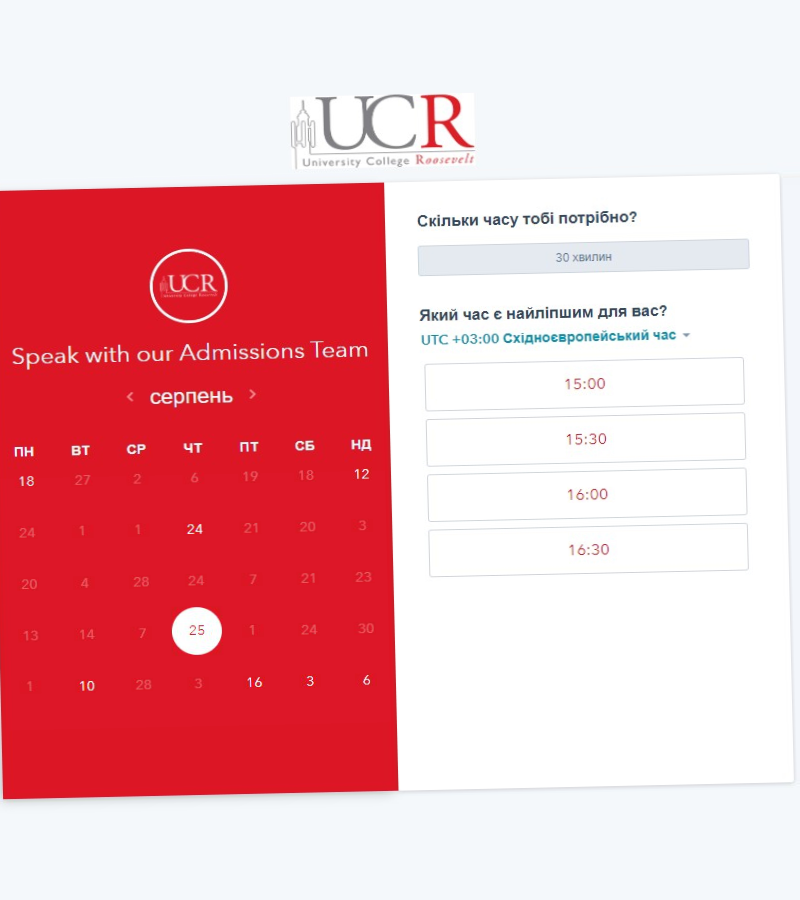 UCR
University College Roosevelt
UCR
Speak with our Admissions Team
< серпень >
ПН ВТ СР ЧТ ПТ СБ НД
18 27 2 6 19 18 12
24 1 1 24 21 20 3
20 4 28 24 7 21 23
13 14 7 25 1 24 30
1 10 28 3 16 3 6
Скільки часу тобі потрібно?
30 хвилин
Який час є найліпшим для вас?
UTC +03:00 Східноєвропейський час
15:00
15:30
16:00
16:30